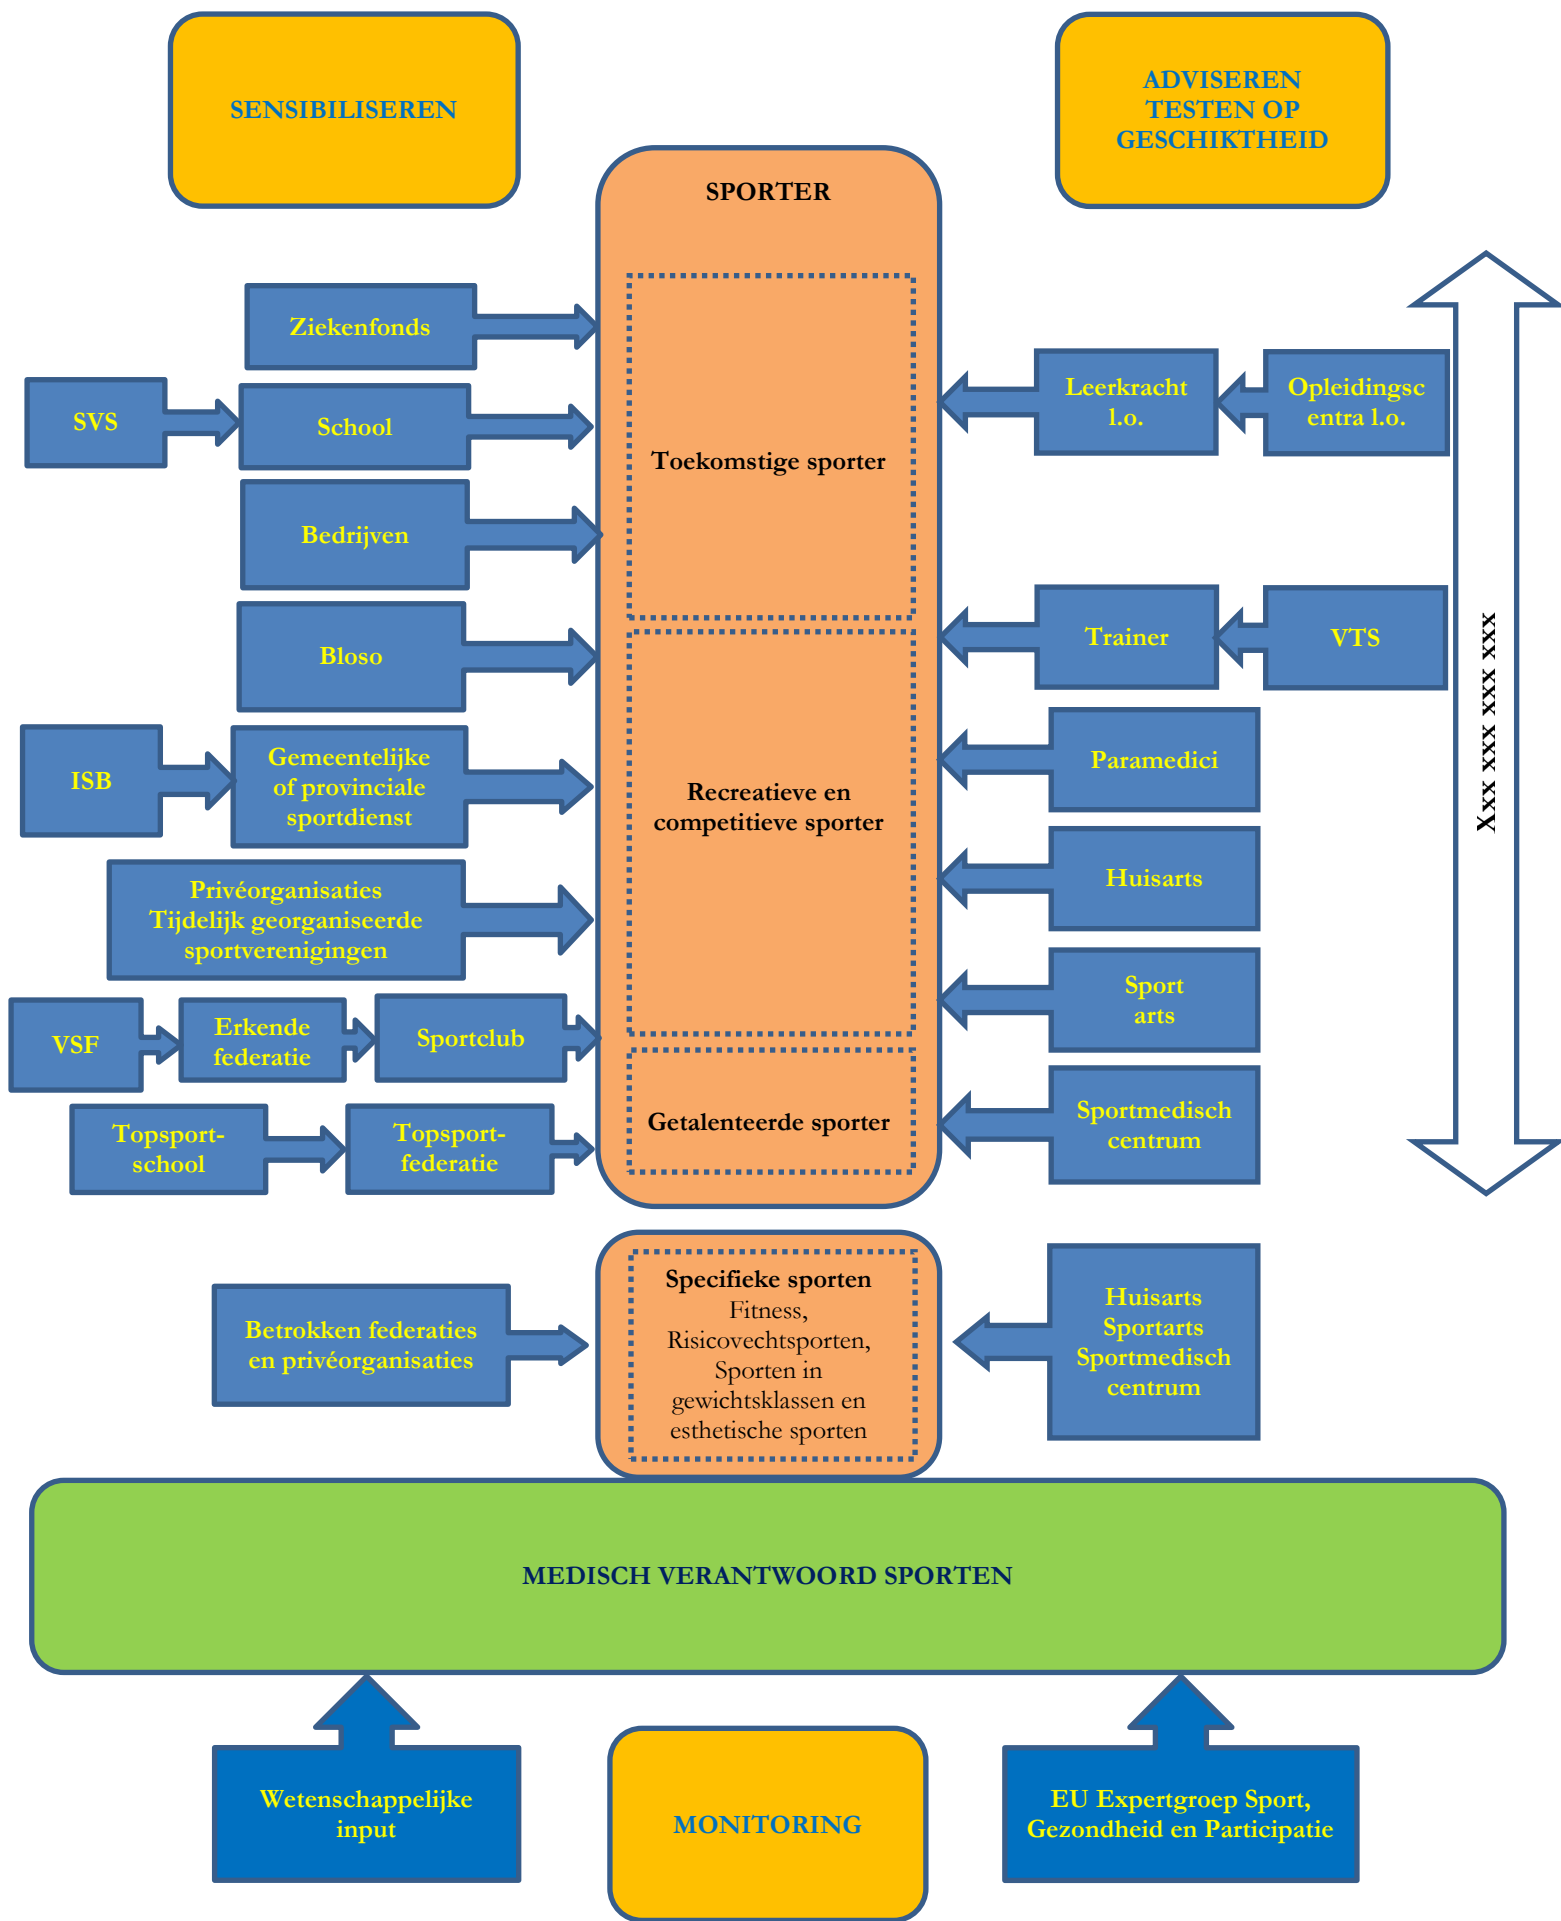 SENSIBILISEREN
ADVISEREN
TESTEN OP
GESCHIKTHEID
SPORTER
Ziekenfonds
SVS
School
Bedrijven
Bloso
ISB
Gemeentelijke
of provinciale
sportdienst
Privéorganisaties
Tijdelijk georganiseerde
sportverenigingen
VSF
Erkende
federatie
Sportclub
Topsport-
school
Topsport-
federatie
Toekomstige sporter
Recreatieve en
competitieve sporter
Getalenteerde sporter
Leerkracht
l.o.
Opleidingsc
entra l.o.
Trainer
VTS
Paramedici
Huisarts
Sport
arts
Sportmedisch
centrum
Xxx xxx xxx xxx
Betrokken federaties
en privéorganisaties
Specifieke sporten
Fitness,
Risicovechtsporten,
Sporten in
gewichtsklassen en
esthetische sporten
Huisarts
Sportarts
Sportmedisch
centrum
MEDISCH VERANTWOORD SPORTEN
Wetenschappelijke
input
MONITORING
EU Expertgroep Sport,
Gezondheid en Participatie